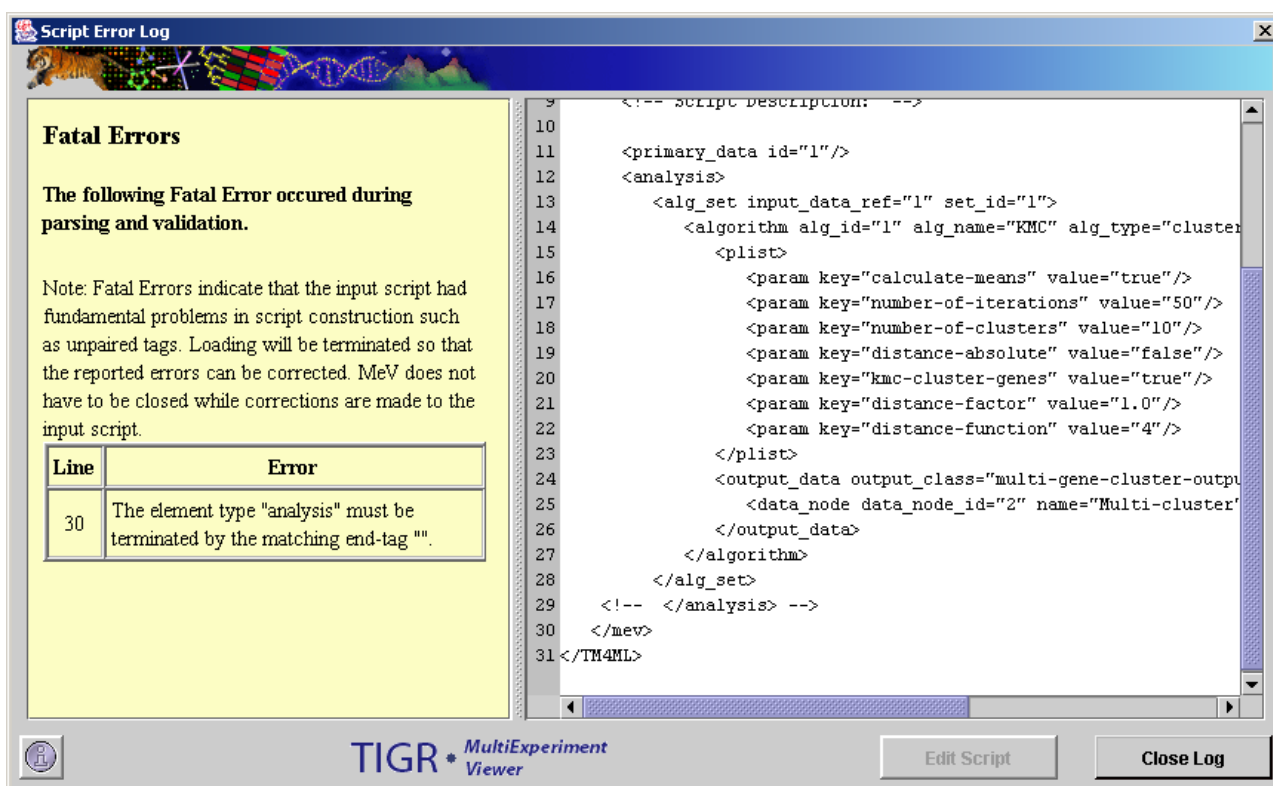 Script Error Log
Fatal Errors
The following Fatal Error occured during
parsing and validation.
Note: Fatal Errors indicate that the input script had
fundamental problems in script construction such
as unpaired tags. Loading will be terminated so that
the reported errors can be corrected. MeV does not
have to be closed while corrections are made to the
input script.
Line Error
30 The element type "analysis" must be
terminated by the matching end-tag "".
9 <!-- Script Description: -->
10
11 <primary_data id="1"/>
12 <analysis>
13 <alg_set input_data_ref="1" set_id="1">
14 <algorithm alg_id="1" alg_name="KMC" alg_type="cluster
15 <plist>
16 <param key="calculate-means" value="true"/>
17 <param key="number-of-iterations" value="50"/>
18 <param key="number-of-clusters" value="10"/>
19 <param key="distance-absolute" value="false"/>
20 <param key="kmc-cluster-genes" value="true"/>
21 <param key="distance-factor" value="1.0"/>
22 <param key="distance-function" value="4"/>
23 </plist>
24 <output_data output_class="multi-gene-cluster-outpu
25 <data_node data_node_id="2" name="Multi-cluster"
26 </output_data>
27 </algorithm>
28 </alg_set>
29 <!-- </analysis> -->
30 </mev>
31 </TM4ML>
TIGR MultiExperiment
Viewer
Edit Script
Close Log